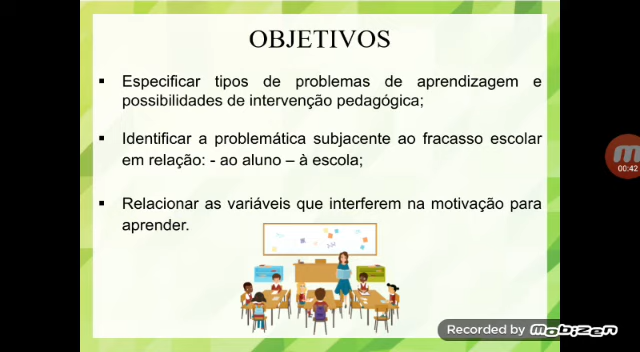 OBJETIVOS
▪ Especificar tipos de problemas de aprendizagem e
possibilidades de intervenção pedagógica;
▪ Identificar a problemática subjacente ao fracasso escolar
em relação: - ao aluno – à escola;
▪ Relacionar as variáveis que interferem na motivação para
aprender.
00:42
Recorded by Mobizen